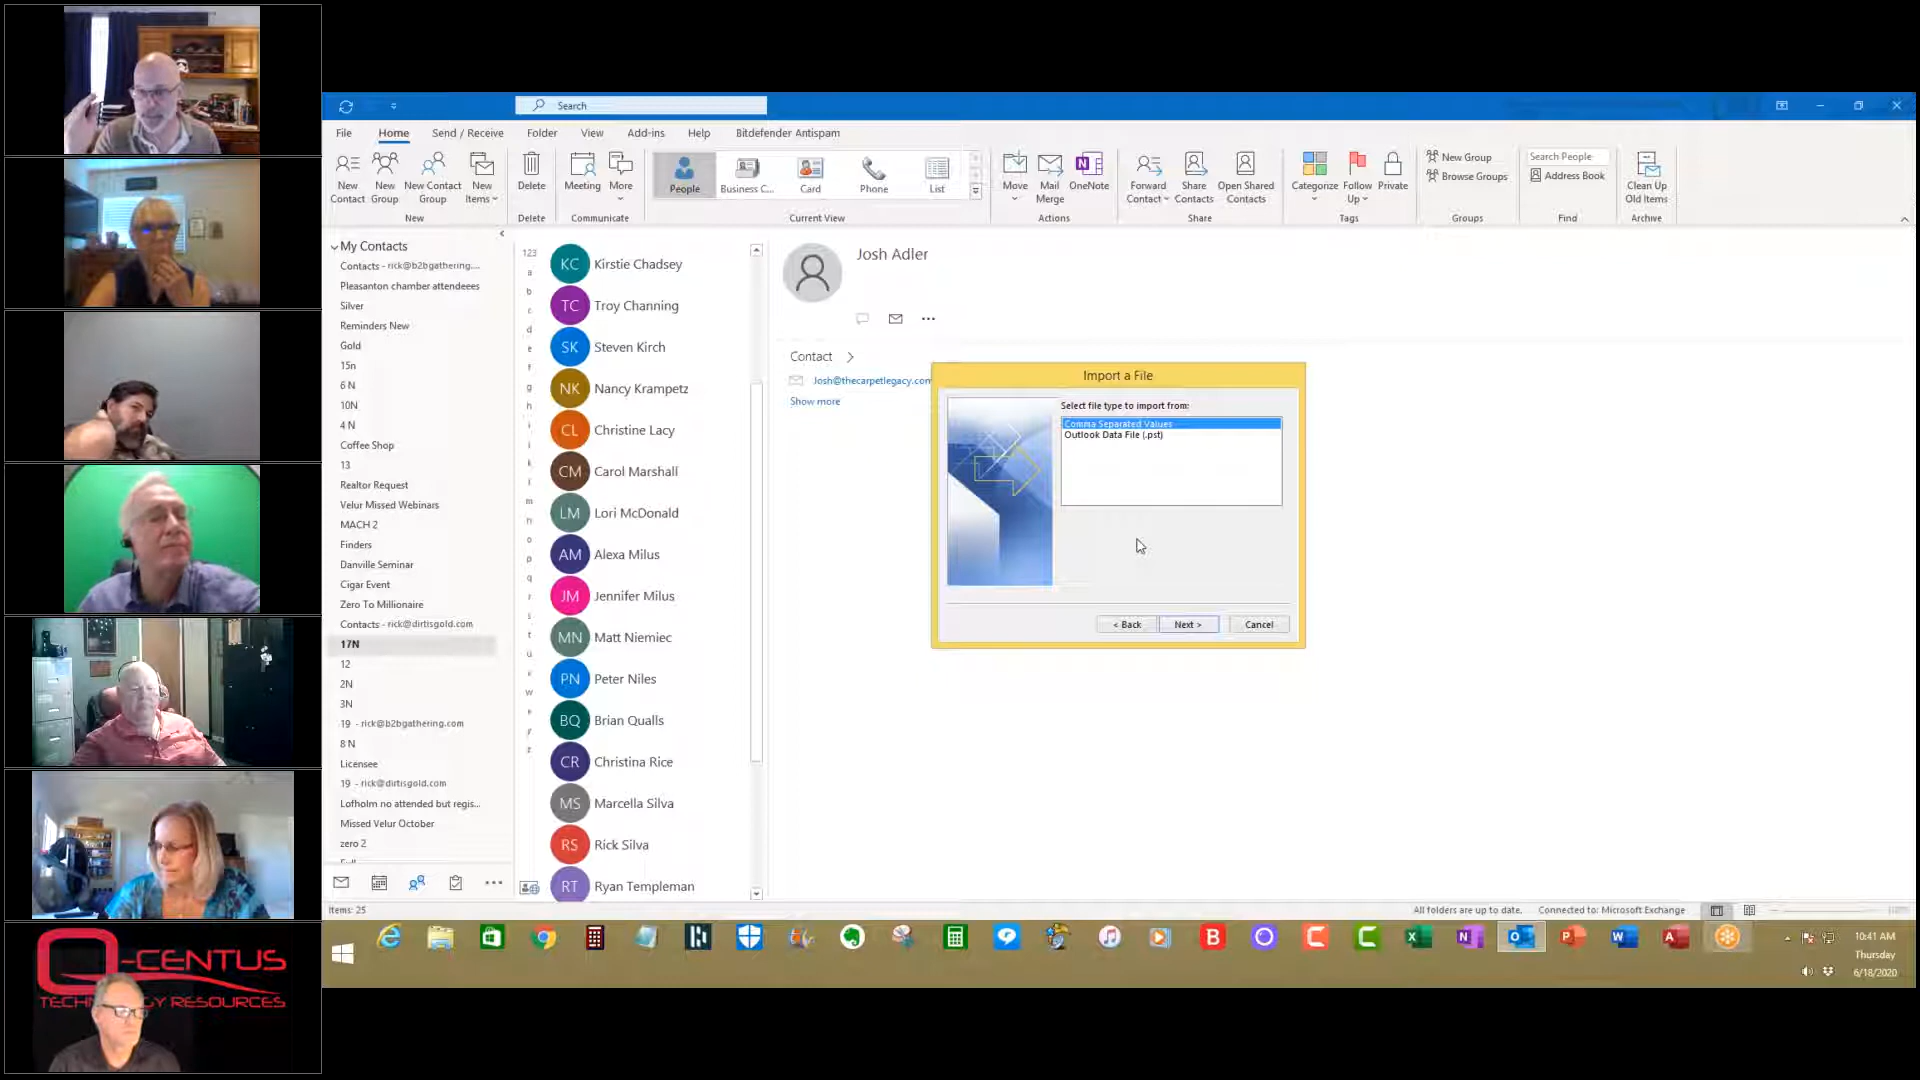 Q-CENTUS
TECHNOLOGY RESOURCES
Search
File
Home
Send / Receive
Folder
View
Add-ins
Help
Bitdefender Antispam
New
Contact
New
Group
New Contact
Group
New
Items
New
Delete
Delete
Meeting
More
Communicate
People
Business C...
Card
Phone
List
Current View
Move
Mail
Merge
OneNote
Actions
Forward
Contact
Share
Contacts
Open Shared
Contacts
Share
Categorize
Follow
Up
Private
Tags
New Group
Browse Groups
Groups
Search People
Address Book
Find
Clean Up
Old Items
Archive
My Contacts
Contacts - rick@b2bgathering....
Pleasanton chamber attendeees
Silver
Reminders New
Gold
15n
6 N
10N
4 N
Coffee Shop
13
Realtor Request
Velur Missed Webinars
MACH 2
Finders
Danville Seminar
Cigar Event
Zero To Millionaire
Contacts - rick@dirtisgold.com
17N
12
2N
3N
19 - rick@b2bgathering.com
8 N
Licensee
19 - rick@dirtisgold.com
Lofholm no attended but regis...
Missed Velur October
zero 2
Items: 25
123
a
b
c
d
e
f
g
h
i
k
l
m
n
o
p
q
r
s
t
u
w
z
KC Kirstie Chadsey
TC Troy Channing
SK Steven Kirch
NK Nancy Krampetz
CL Christine Lacy
CM Carol Marshall
LM Lori McDonald
AM Alexa Milus
JM Jennifer Milus
MN Matt Niemiec
PN Peter Niles
BQ Brian Qualls
CR Christina Rice
MS Marcella Silva
RS Rick Silva
RT Ryan Templeman
Josh Adler
Contact
Josh@thecarpetlegacy.com
Show more
Import a File
Select file type to import from:
Comma Separated Values
Outlook Data File (.pst)
< Back
Next >
Cancel
All folders are up to date.
Connected to: Microsoft Exchange
10:41 AM
Thursday
6/18/2020